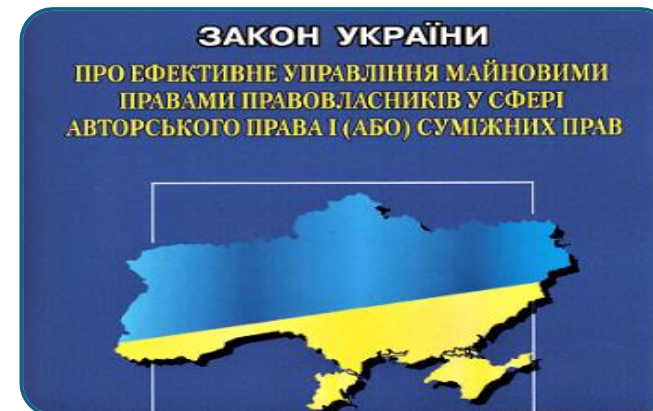 ЗАКОН УКРАЇНИ
ПРО ЕФЕКТИВНЕ УПРАВЛІННЯ МАЙНОВИМИ
ПРАВАМИ ПРАВОВЛАСНИКІВ У СФЕРІ
АВТОРСЬКОГО ПРАВА І (АБО) СУМІЖНИХ ПРАВ